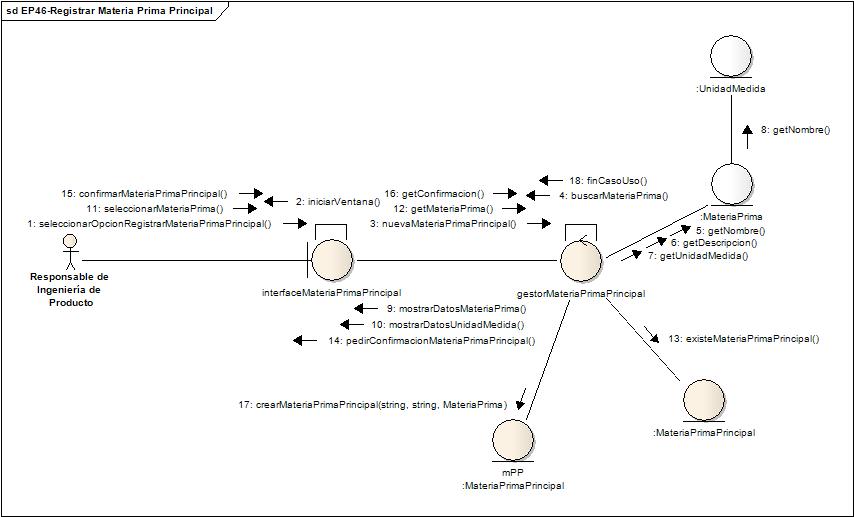 sd EP46-Registrar Materia Prima Principal
:UnidadMedida
8: getNombre()
18: finCasoUso()
15: confirmarMateriaPrimaPrincipal()
16: getConfirmacion()
4: buscarMateriaPrima()
2: iniciarVentana()
11: seleccionarMateriaPrima()
12: getMateriaPrima()
:MateriaPrima
1: seleccionarOpcionRegistrarMateriaPrimaPrincipal()
3: nuevaMateriaPrimaPrincipal()
5: getNombre()
6: getDescripcion()
7: getUnidadMedida()
Responsable de
Ingeniería de
Producto
interfaceMateriaPrimaPrincipal
gestorMateriaPrimaPrincipal
9: mostrarDatosMateriaPrima()
10: mostrarDatosUnidadMedida()
14: pedirConfirmacionMateriaPrimaPrincipal()
13: existeMateriaPrimaPrincipal()
17: crearMateriaPrimaPrincipal(string, string, MateriaPrima)
:MateriaPrimaPrincipal
mPP
:MateriaPrimaPrincipal